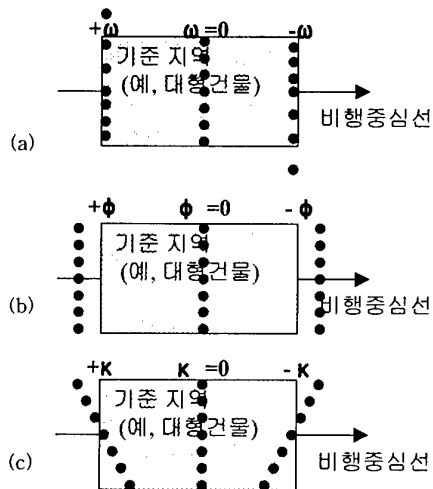 +ω ω=0 -ω
기준 지역
(예, 대형건물)
비행중심선
(a)
+ϕ ϕ =0 - ϕ
기준 지역
(예, 대형건물)
비행중심선
(b)
+κ κ =0 - κ
기준 지역
(예, 대형건물)
비행중심선
(c)